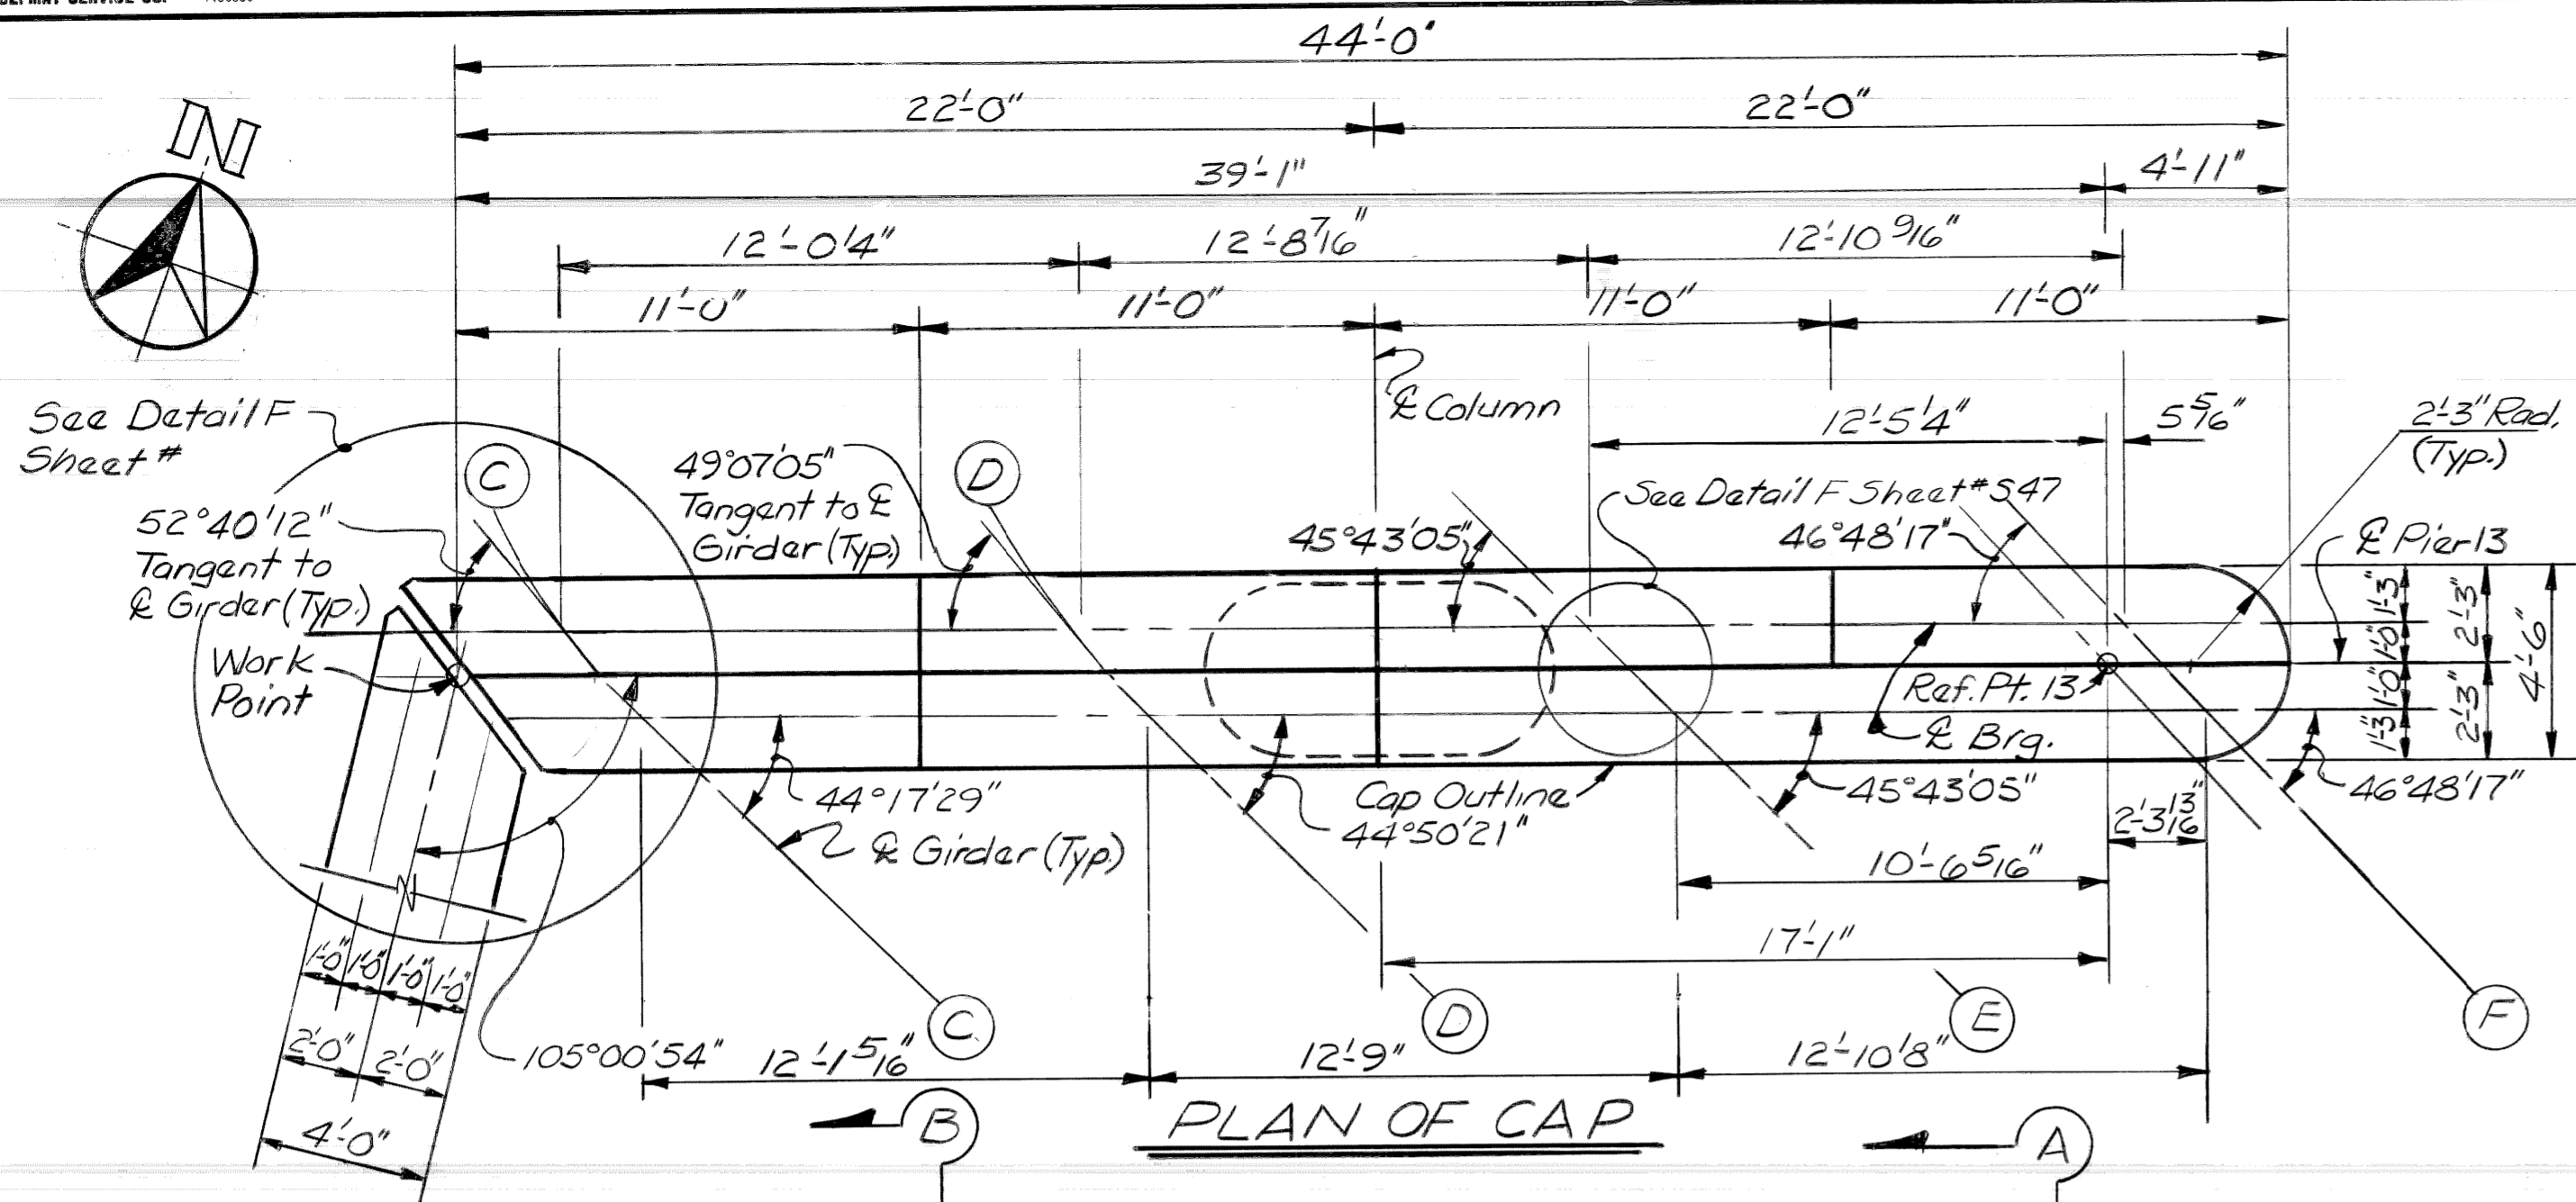 44'-0"
22'-0"
22'-0"
39'-1"
4'-11"
N
12'-0 1/4"
12'-8 7/16"
12'-10 9/16"
11'-0"
11'-0"
11'-0"
11'-0"
℄ Column
12'-5 1/4"
5 5/16"
2'-3" Rad.
(Typ.)
See Detail F
Sheet #
C
49°07'05"
Tangent to ℄
Girder (Typ.)
D
See Detail F Sheet # S47
52°40'12"
Tangent to
℄ Girder (Typ.)
45°43'05"
46°48'17"
℄ Pier 13
Work
Point
Ref. Pt. 13
℄ Brg.
1'-3"
1'-0"
1'-0"
1'-3"
2'-3"
2'-3"
4'-6"
44°17'29"
℄ Girder (Typ.)
Cap Outline
44°50'21"
45°43'05"
46°48'17"
2'-3 13/16"
10'-6 5/16"
17'-1"
1'-0"
1'-0"
1'-0"
1'-0"
2'-0"
2'-0"
4'-0"
105°00'54"
C
D
E
F
12'-1 5/16"
12'-9"
12'-10 1/8"
B
PLAN OF CAP
A